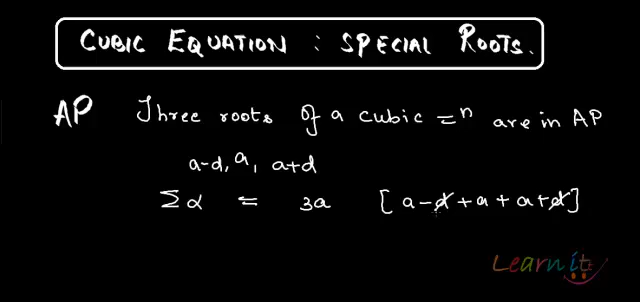 CUBIC EQUATION : SPECIAL ROOTS.
AP Three roots of a cubic =n are in AP
a-d, a, a+d
Σα = 3a [a-d+a+a+d]
Learnit